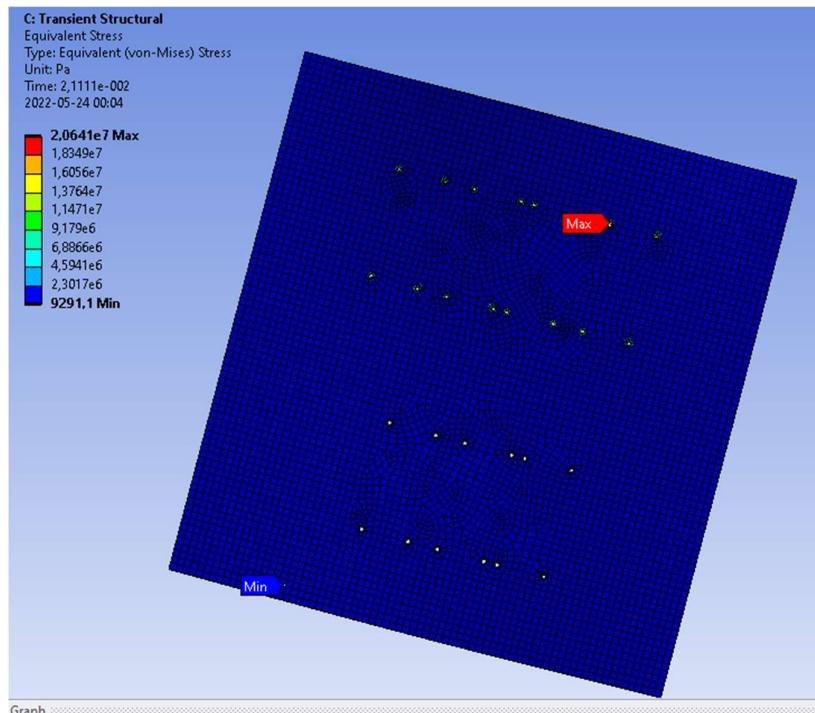 C: Transient Structural
Equivalent Stress
Type: Equivalent (von-Mises) Stress
Unit: Pa
Time: 2,1111e-002
2022-05-24 00:04
2,0641e7 Max
1,8349e7
1,6056e7
1,3764e7
1,1471e7
9,179e6
6,8866e6
4,5941e6
2,3017e6
9291,1 Min
Max
Min
Graph